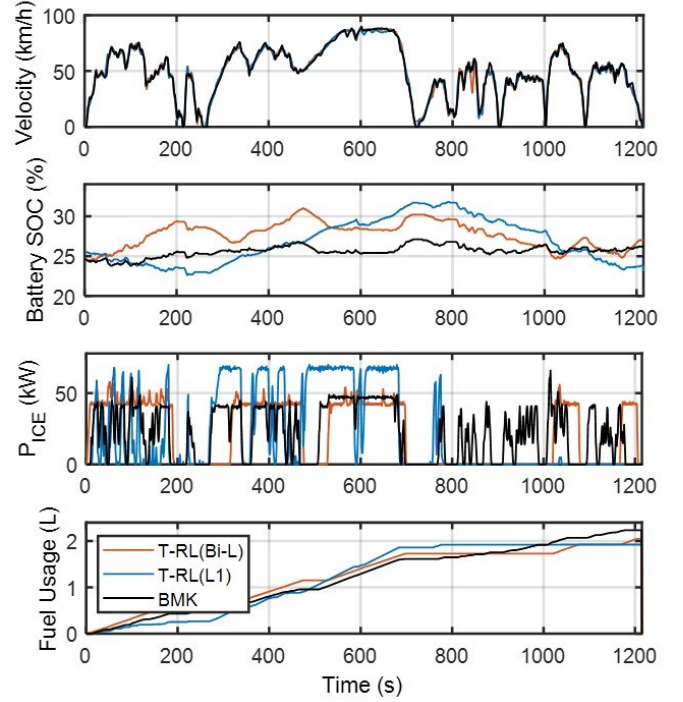 Velocity (km/h)
100
50
0
0 200 400 600 800 1000 1200
Battery SOC (%)
30
25
20
0 200 400 600 800 1000 1200
P_ICE (kW)
50
0
0 200 400 600 800 1000 1200
Fuel Usage (L)
2
1
0
T-RL(Bi-L)
T-RL(L1)
BMK
0 200 400 600 800 1000 1200
Time (s)